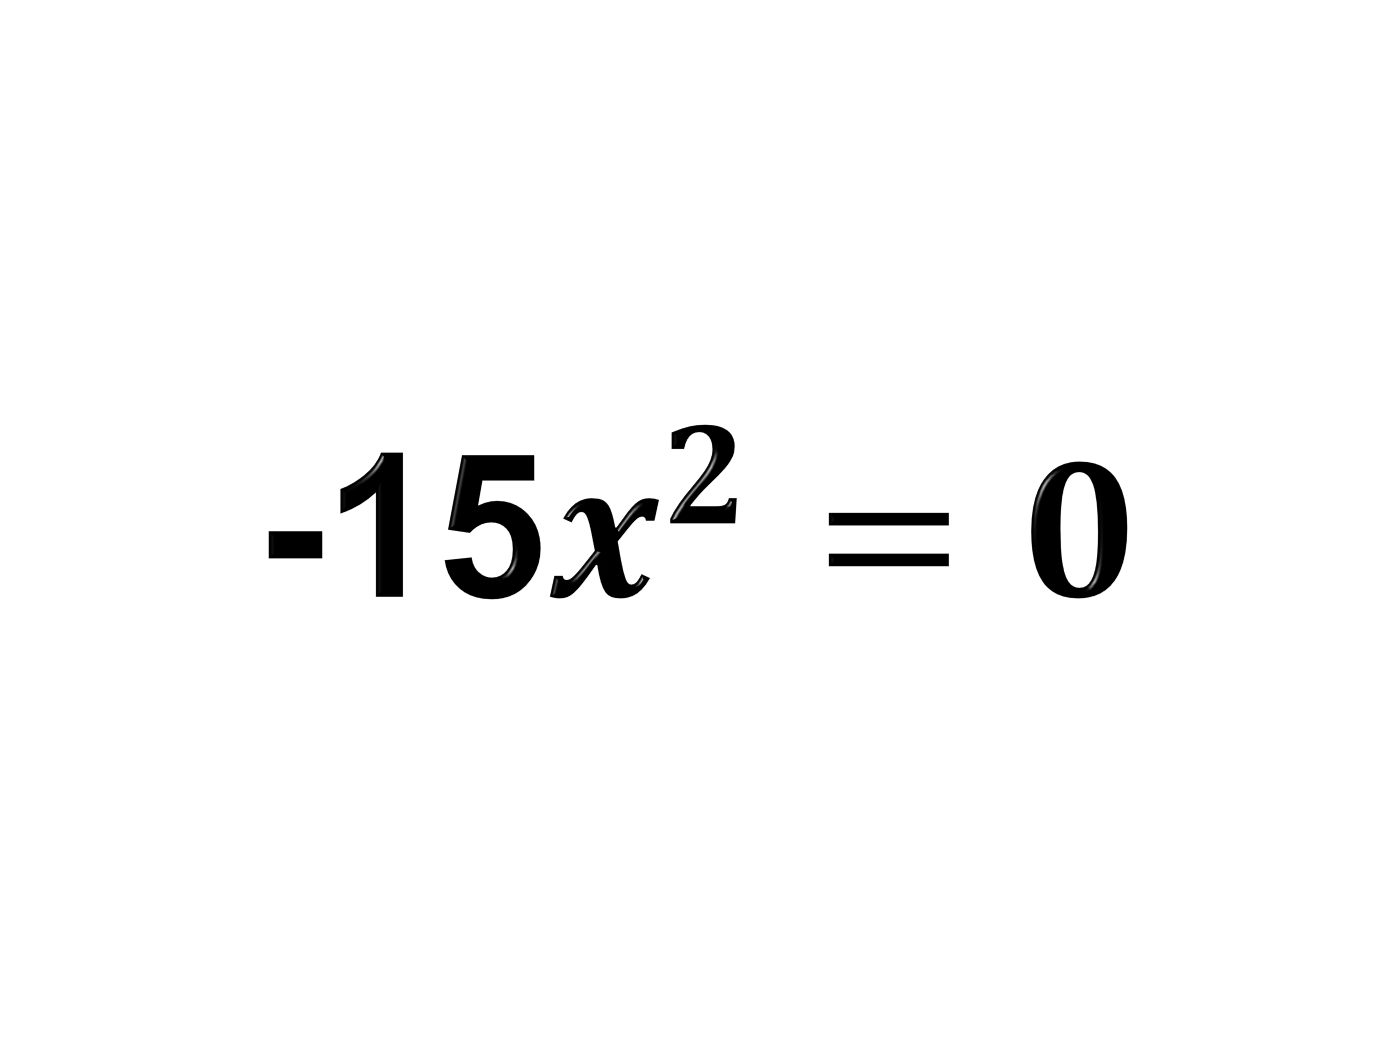 -15x² = 0